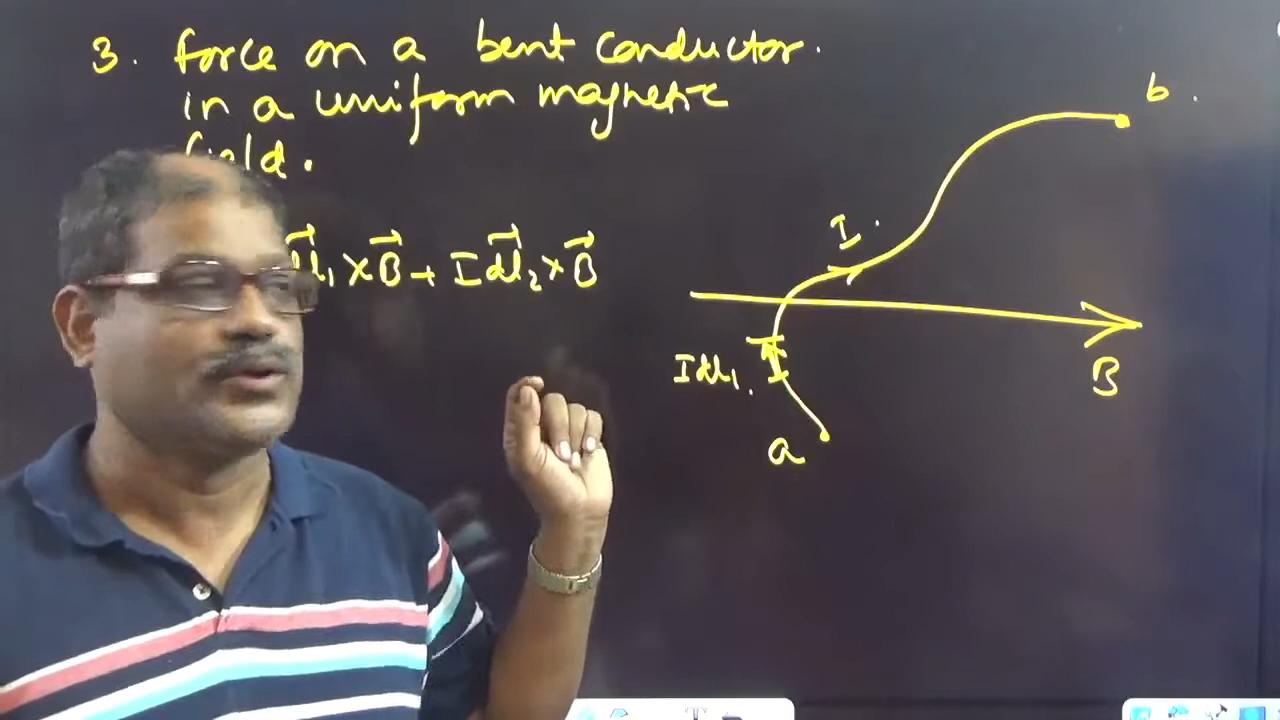 3. force on a bent conductor.
in a uniform magnetic
field.
dl₁ × B + I dl₂ × B
b.
I.
B
Idl₁.
a